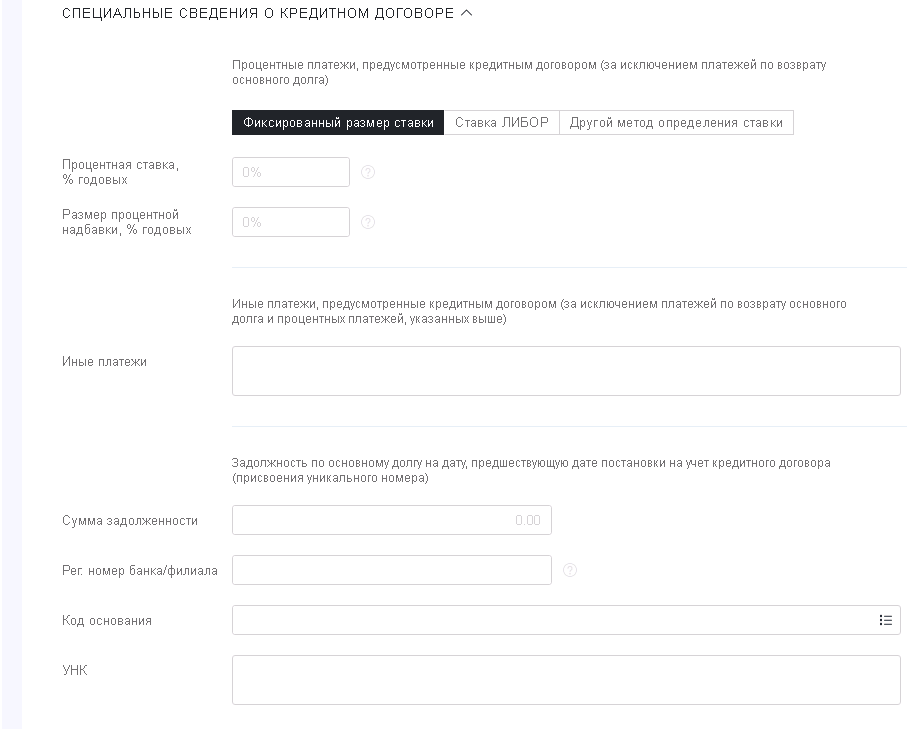 СПЕЦИАЛЬНЫЕ СВЕДЕНИЯ О КРЕДИТНОМ ДОГОВОРЕ
Процентные платежи, предусмотренные кредитным договором (за исключением платежей по возврату
основного долга)
Фиксированный размер ставки Ставка ЛИБОР Другой метод определения ставки
Процентная ставка,
% годовых
0% ?
Размер процентной
надбавки, % годовых
0% ?
Иные платежи, предусмотренные кредитным договором (за исключением платежей по возврату основного
долга и процентных платежей, указанных выше)
Иные платежи
Задолжность по основному долгу на дату, предшествующую дате постановки на учет кредитного договора
(присвоения уникального номера)
Сумма задолженности 0.00
Рег. номер банка/филиала ?
Код основания
УНК